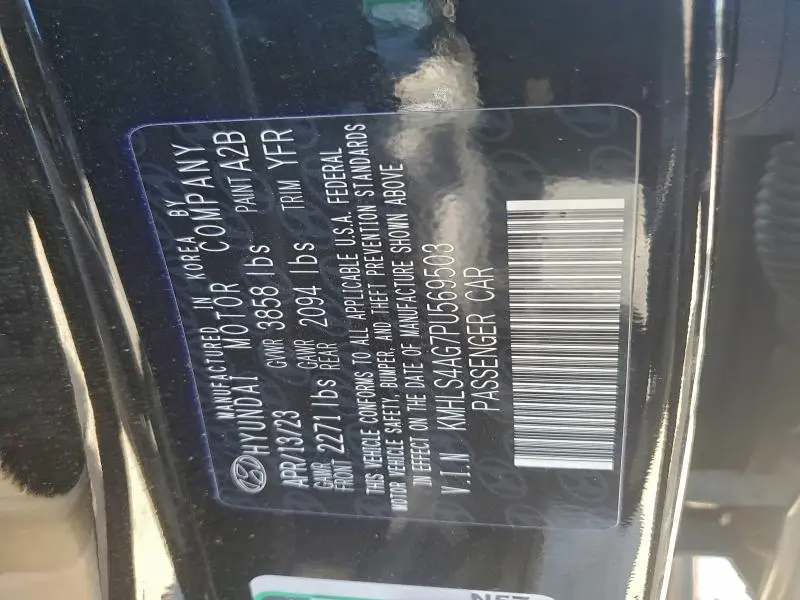 MANUFACTURED IN KOREA BY
HYUNDAI MOTOR COMPANY
APR/13/23 GVWR 3858 lbs PAINT A2B
GAWR FRONT 2271 lbs GAWR REAR 2094 lbs TRIM YFR
THIS VEHICLE CONFORMS TO ALL APPLICABLE U.S.A. FEDERAL
MOTOR VEHICLE SAFETY, BUMPER, AND THEFT PREVENTION STANDARDS
IN EFFECT ON THE DATE OF MANUFACTURE SHOWN ABOVE
V.I.N KMHLS4AG7PU569503
PASSENGER CAR